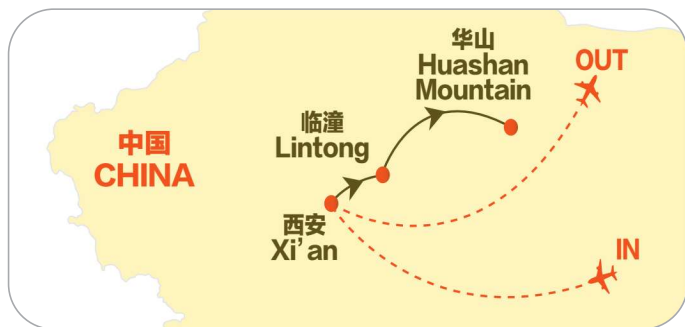 中国
CHINA
华山
Huashan
Mountain
OUT
临潼
Lintong
西安
Xi’an
IN